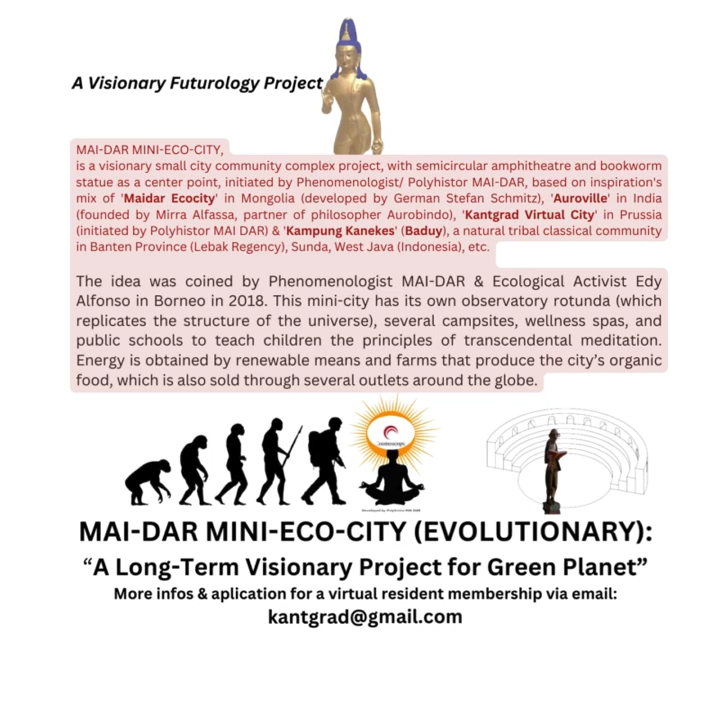 A Visionary Futurology Project
MAI-DAR MINI-ECO-CITY,
is a visionary small city community complex project, with semicircular amphitheatre and bookworm
statue as a center point, initiated by Phenomenologist/ Polyhistor MAI-DAR, based on inspiration's
mix of 'Maidar Ecocity' in Mongolia (developed by German Stefan Schmitz), 'Auroville' in India
(founded by Mirra Alfassa, partner of philosopher Aurobindo), 'Kantgrad Virtual City' in Prussia
(initiated by Polyhistor MAI DAR) & 'Kampung Kanekes' (Baduy), a natural tribal classical community
in Banten Province (Lebak Regency), Sunda, West Java (Indonesia), etc.
The idea was coined by Phenomenologist MAI-DAR & Ecological Activist Edy
Alfonso in Borneo in 2018. This mini-city has its own observatory rotunda (which
replicates the structure of the universe), several campsites, wellness spas, and
public schools to teach children the principles of transcendental meditation.
Energy is obtained by renewable means and farms that produce the city's organic
food, which is also sold through several outlets around the globe.
Developed by Polyhistor MAI DAR
MAI-DAR MINI-ECO-CITY (EVOLUTIONARY):
“A Long-Term Visionary Project for Green Planet”
More infos & aplication for a virtual resident membership via email:
kantgrad@gmail.com